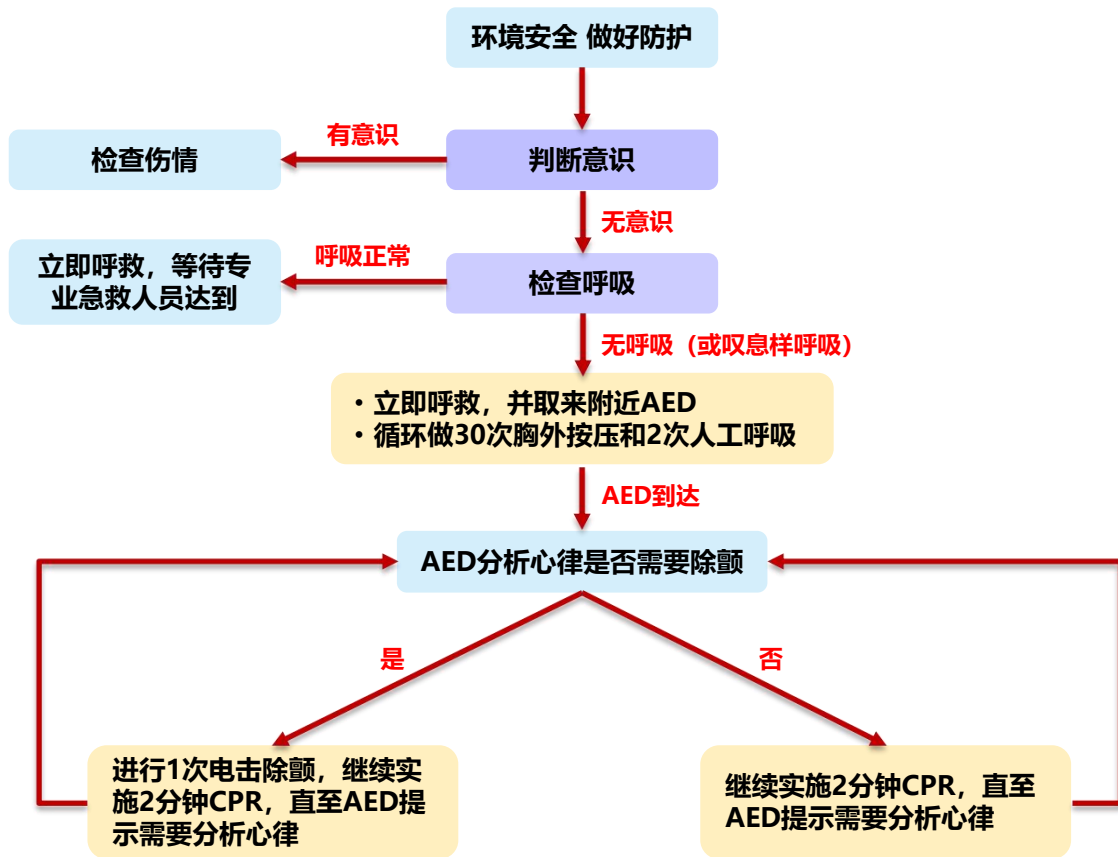 环境安全 做好防护
有意识
检查伤情
判断意识
无意识
呼吸正常
立即呼救，等待专
业急救人员达到
检查呼吸
无呼吸（或叹息样呼吸）
・立即呼救，并取来附近AED
・循环做30次胸外按压和2次人工呼吸
AED到达
AED分析心律是否需要除颤
是
否
进行1次电击除颤，继续实
施2分钟CPR，直至AED提
示需要分析心律
继续实施2分钟CPR，直至
AED提示需要分析心律